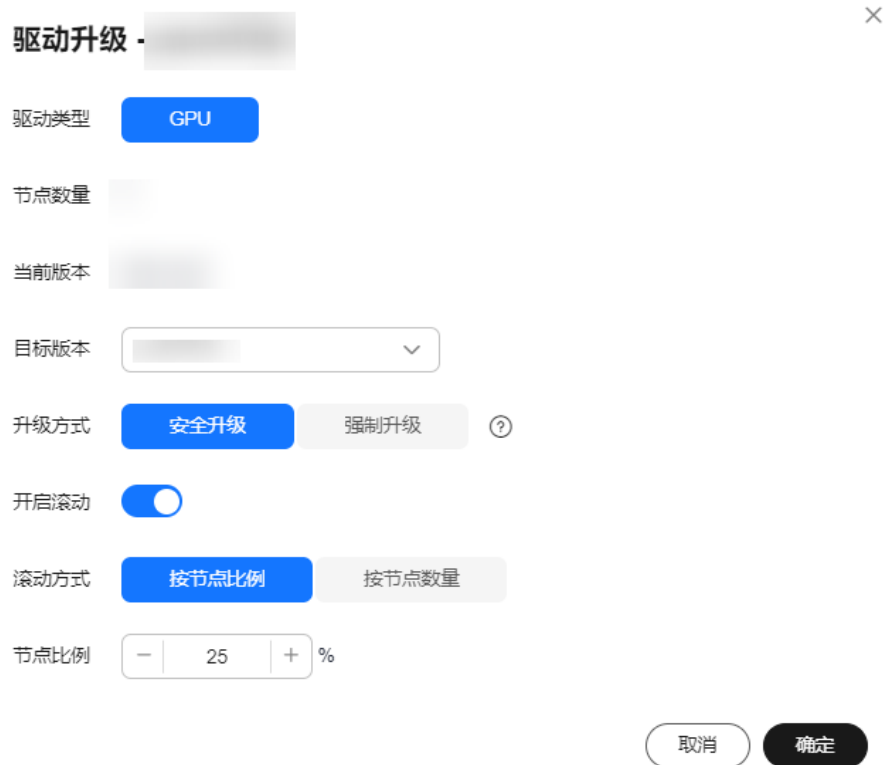 驱动升级 -
驱动类型 GPU
节点数量
当前版本
目标版本
升级方式 安全升级 强制升级 ?
开启滚动
滚动方式 按节点比例 按节点数量
节点比例 − 25 + %
取消 确定